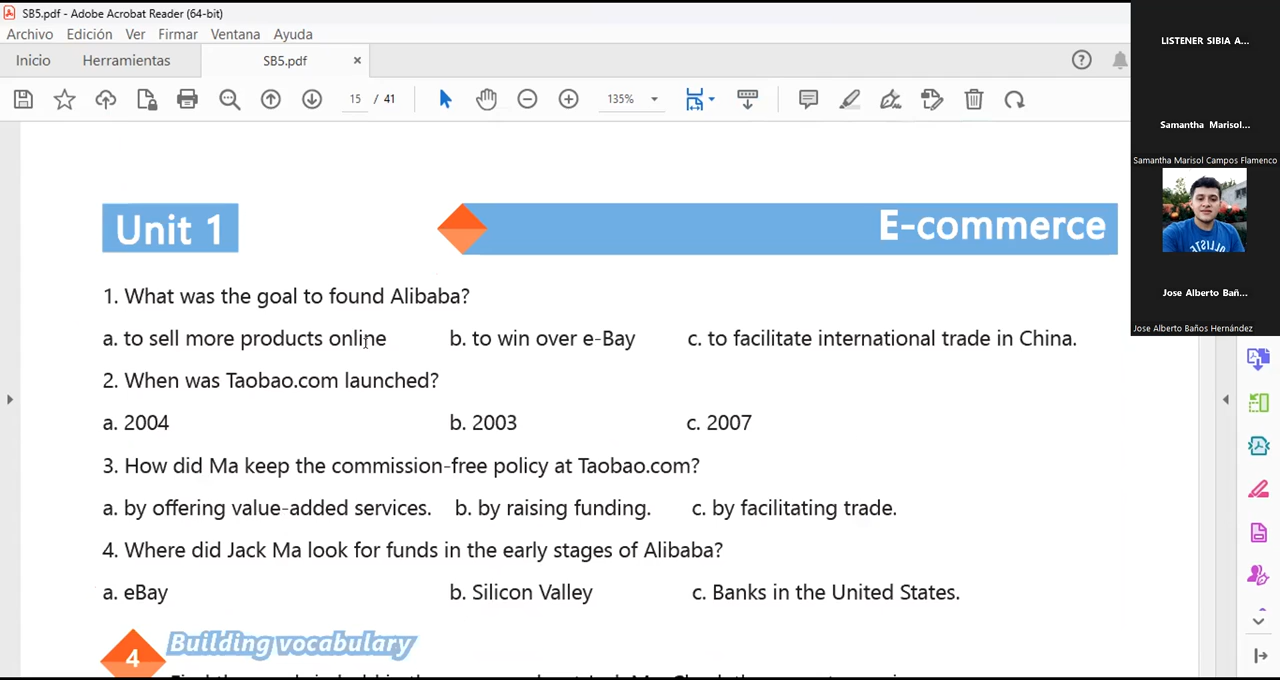 SB5.pdf - Adobe Acrobat Reader (64-bit)
Archivo Edición Ver Firmar Ventana Ayuda
Inicio Herramientas SB5.pdf ×
15 / 41 135%
LISTENER SIBIA A...
Samantha Marisol...
Samantha Marisol Campos Flamenco
Jose Alberto Bañ...
Jose Alberto Baños Hernández
Unit 1 E-commerce
1. What was the goal to found Alibaba?
a. to sell more products online b. to win over e-Bay c. to facilitate international trade in China.
2. When was Taobao.com launched?
a. 2004 b. 2003 c. 2007
3. How did Ma keep the commission-free policy at Taobao.com?
a. by offering value-added services. b. by raising funding. c. by facilitating trade.
4. Where did Jack Ma look for funds in the early stages of Alibaba?
a. eBay b. Silicon Valley c. Banks in the United States.
4 Building vocabulary